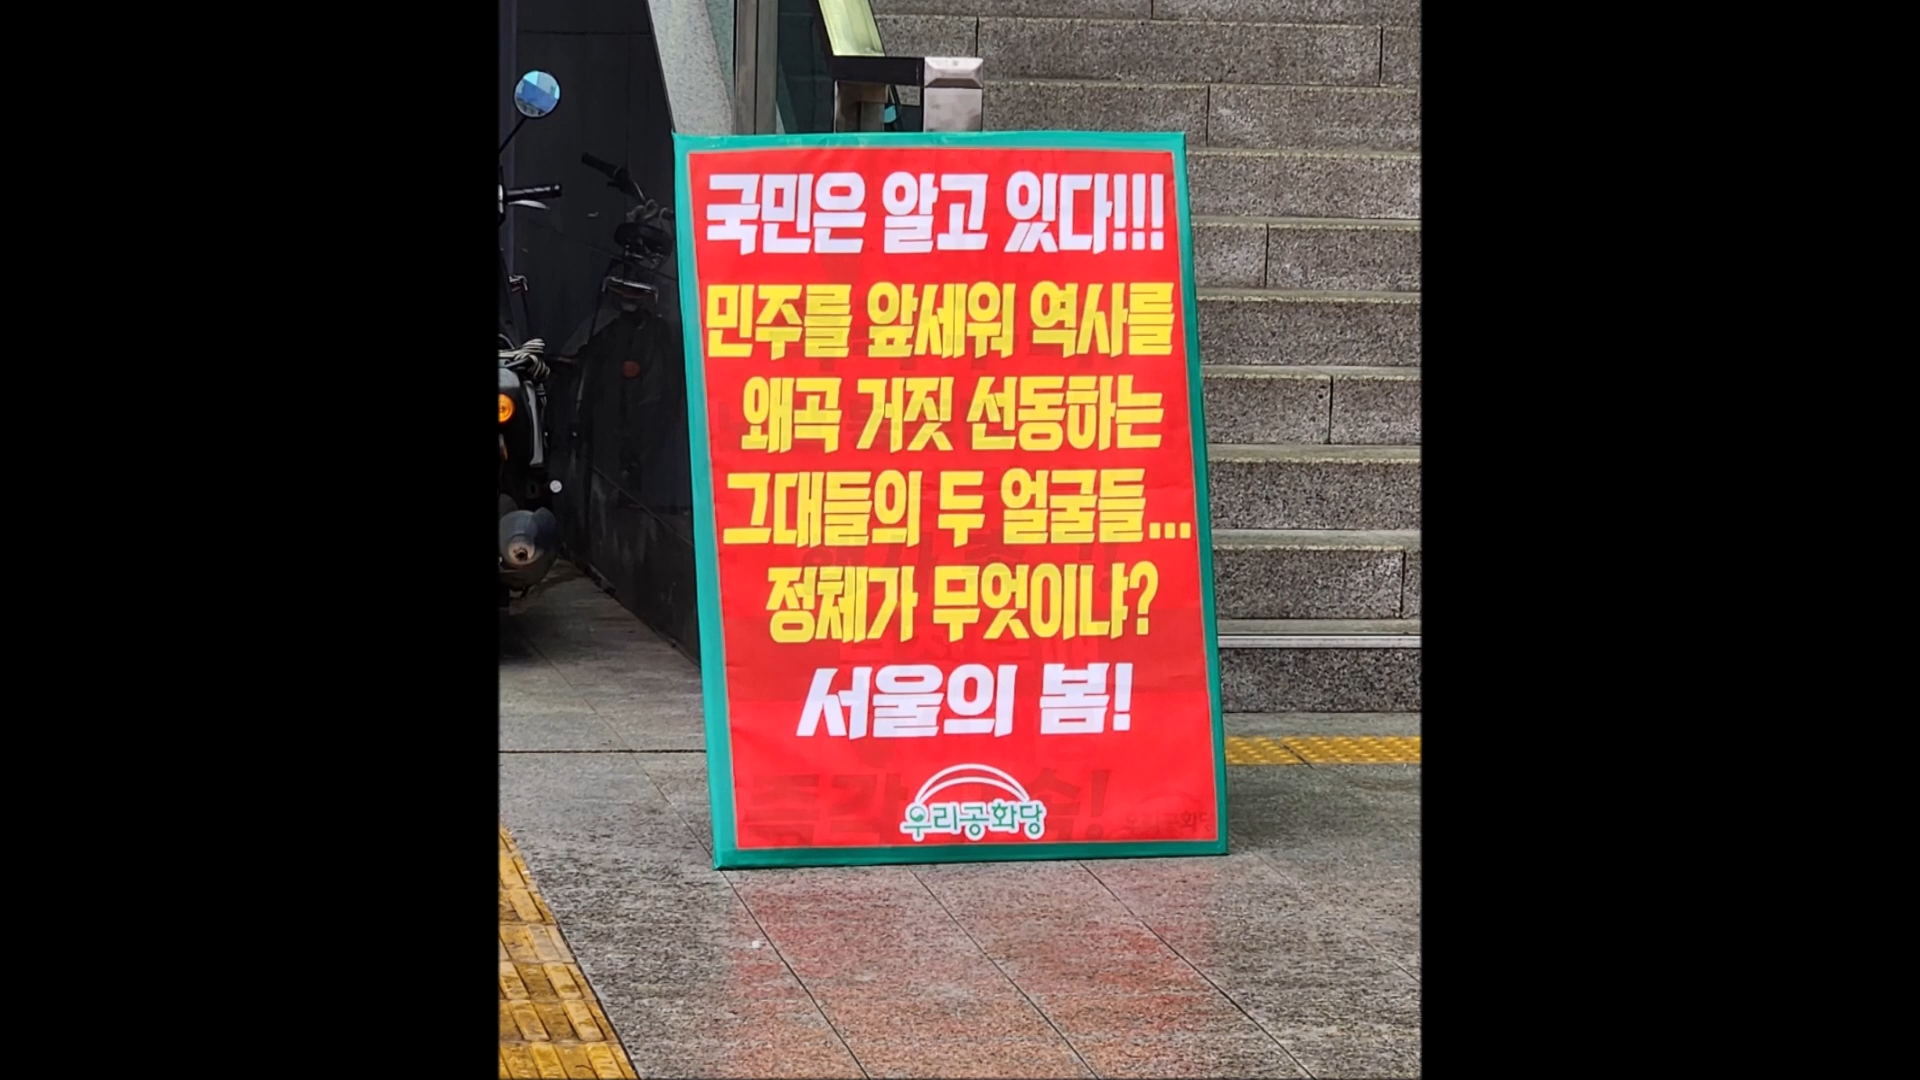 국민은 알고 있다!!!
민주를 앞세워 역사를
왜곡 거짓 선동하는
그대들의 두 얼굴들...
정체가 무엇이냐?
서울의 봄!
우리공화당